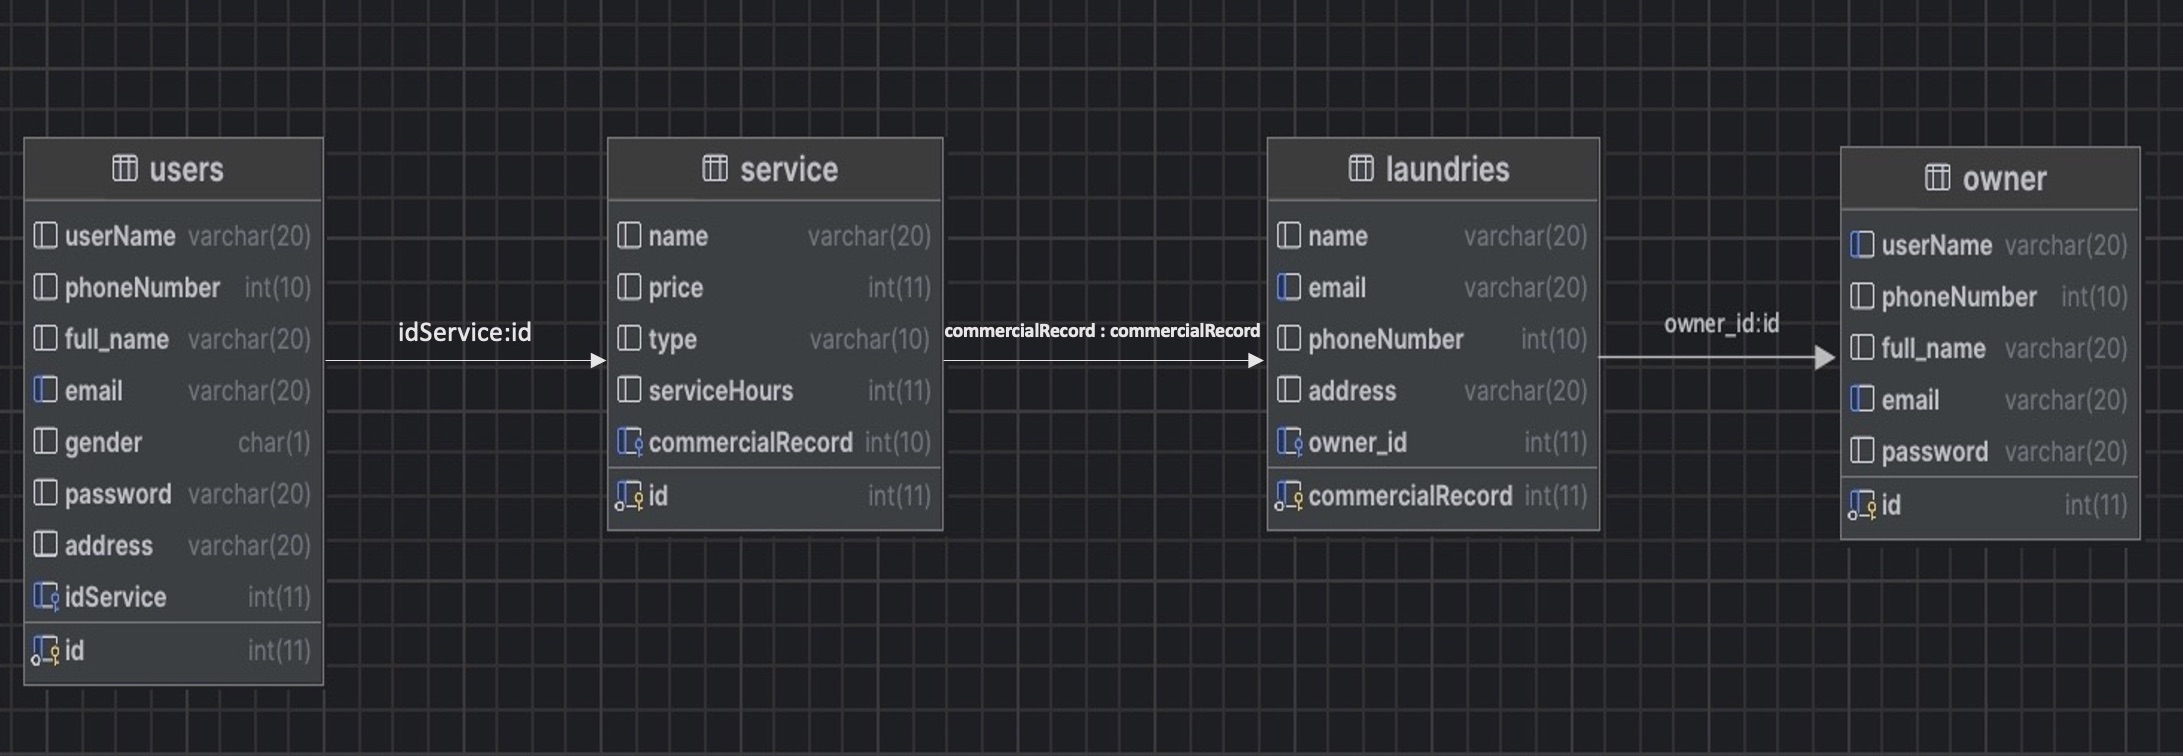 users
userName varchar(20)
phoneNumber int(10)
full_name varchar(20)
email varchar(20)
gender char(1)
password varchar(20)
address varchar(20)
idService int(11)
id int(11)
idService:id
service
name varchar(20)
price int(11)
type varchar(10)
serviceHours int(11)
commercialRecord int(10)
id int(11)
commercialRecord : commercialRecord
laundries
name varchar(20)
email varchar(20)
phoneNumber int(10)
address varchar(20)
owner_id int(11)
commercialRecord int(11)
owner_id:id
owner
userName varchar(20)
phoneNumber int(10)
full_name varchar(20)
email varchar(20)
password varchar(20)
id int(11)